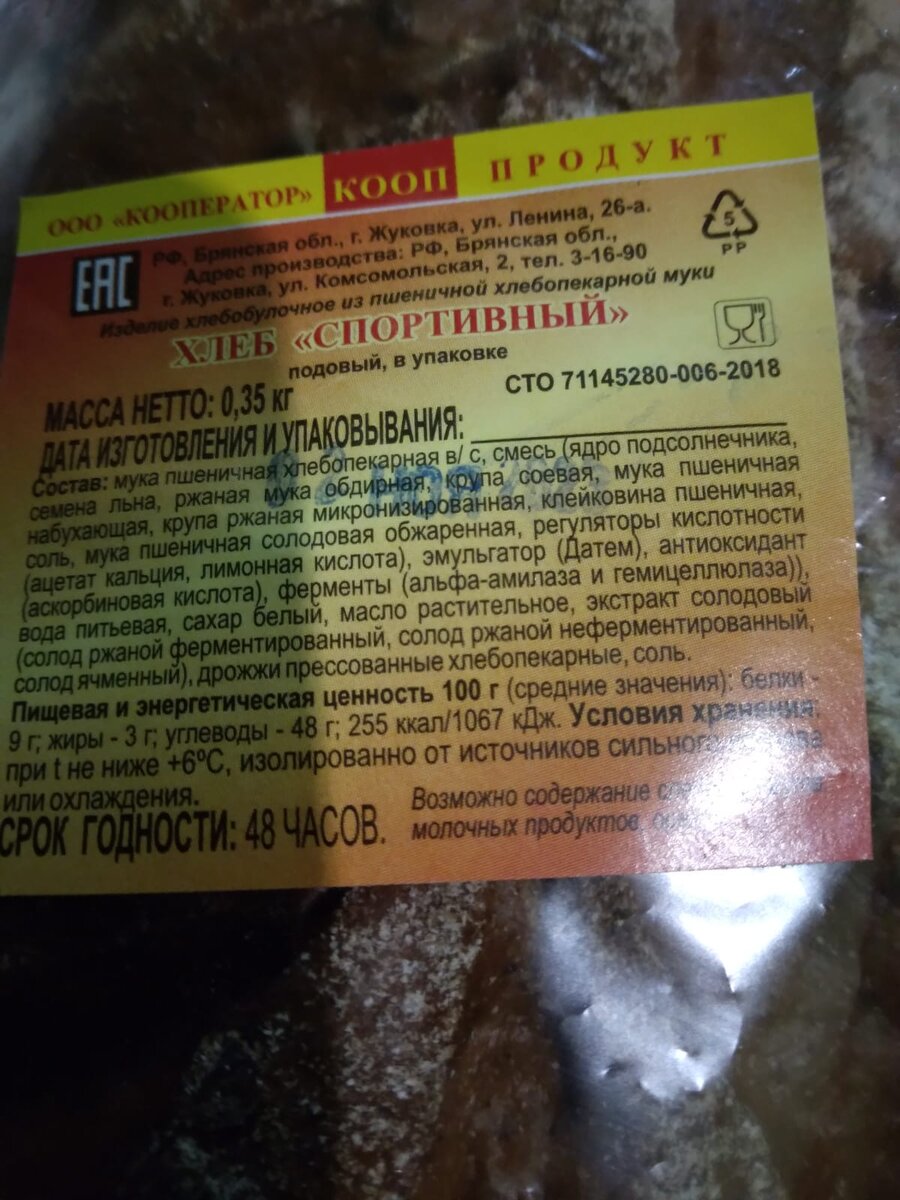 ООО «КООПЕРАТОР» КООП ПРОДУКТ
EAC
РФ, Брянская обл., г. Жуковка, ул. Ленина, 26-а.
Адрес производства: РФ, Брянская обл.,
г. Жуковка, ул. Комсомольская, 2, тел. 3-16-90
5
PP
Изделие хлебобулочное из пшеничной хлебопекарной муки
ХЛЕБ «СПОРТИВНЫЙ»
подовый, в упаковке
СТО 71145280-006-2018
МАССА НЕТТО: 0,35 кг
ДАТА ИЗГОТОВЛЕНИЯ И УПАКОВЫВАНИЯ:
Состав: мука пшеничная хлебопекарная в/ с, смесь (ядро подсолнечника,
семена льна, ржаная мука обдирная, крупа соевая, мука пшеничная
набухающая, крупа ржаная микронизированная, клейковина пшеничная,
соль, мука пшеничная солодовая обжаренная, регуляторы кислотности
(ацетат кальция, лимонная кислота), эмульгатор (Датем), антиоксидант
(аскорбиновая кислота), ферменты (альфа-амилаза и гемицеллюлаза)),
вода питьевая, сахар белый, масло растительное, экстракт солодовый
(солод ржаной ферментированный, солод ржаной неферментированный,
солод ячменный), дрожжи прессованные хлебопекарные, соль.
Пищевая и энергетическая ценность 100 г (средние значения): белки -
9 г; жиры - 3 г; углеводы - 48 г; 255 ккал/1067 кДж. Условия хранения:
при t не ниже +6ºС, изолированно от источников сильного
или охлаждения.
СРОК ГОДНОСТИ: 48 ЧАСОВ.
Возможно содержание
молочных продуктов